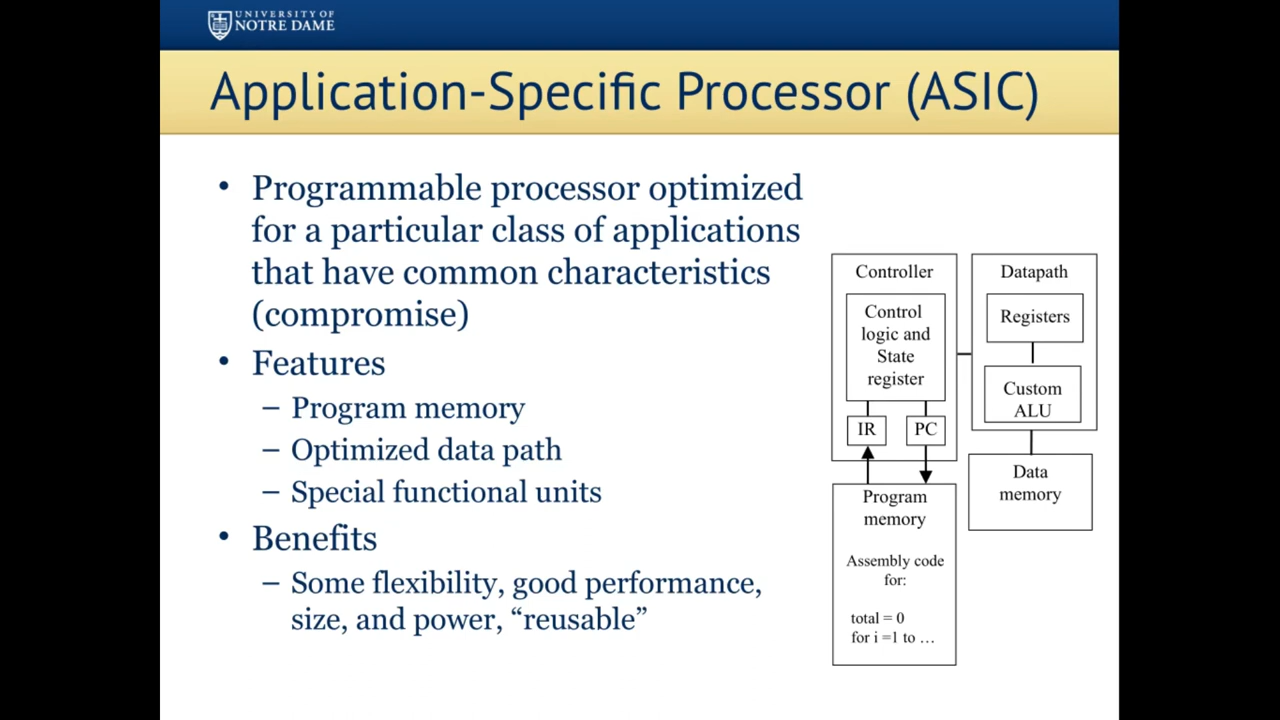 UNIVERSITY OF
NOTRE DAME
Application-Specific Processor (ASIC)
• Programmable processor optimized
for a particular class of applications
that have common characteristics
(compromise)
• Features
– Program memory
– Optimized data path
– Special functional units
• Benefits
– Some flexibility, good performance,
size, and power, “reusable”
Controller
Control
logic and
State
register
IR
PC
Datapath
Registers
Custom
ALU
Data
memory
Program
memory
Assembly code
for:
total = 0
for i =1 to …